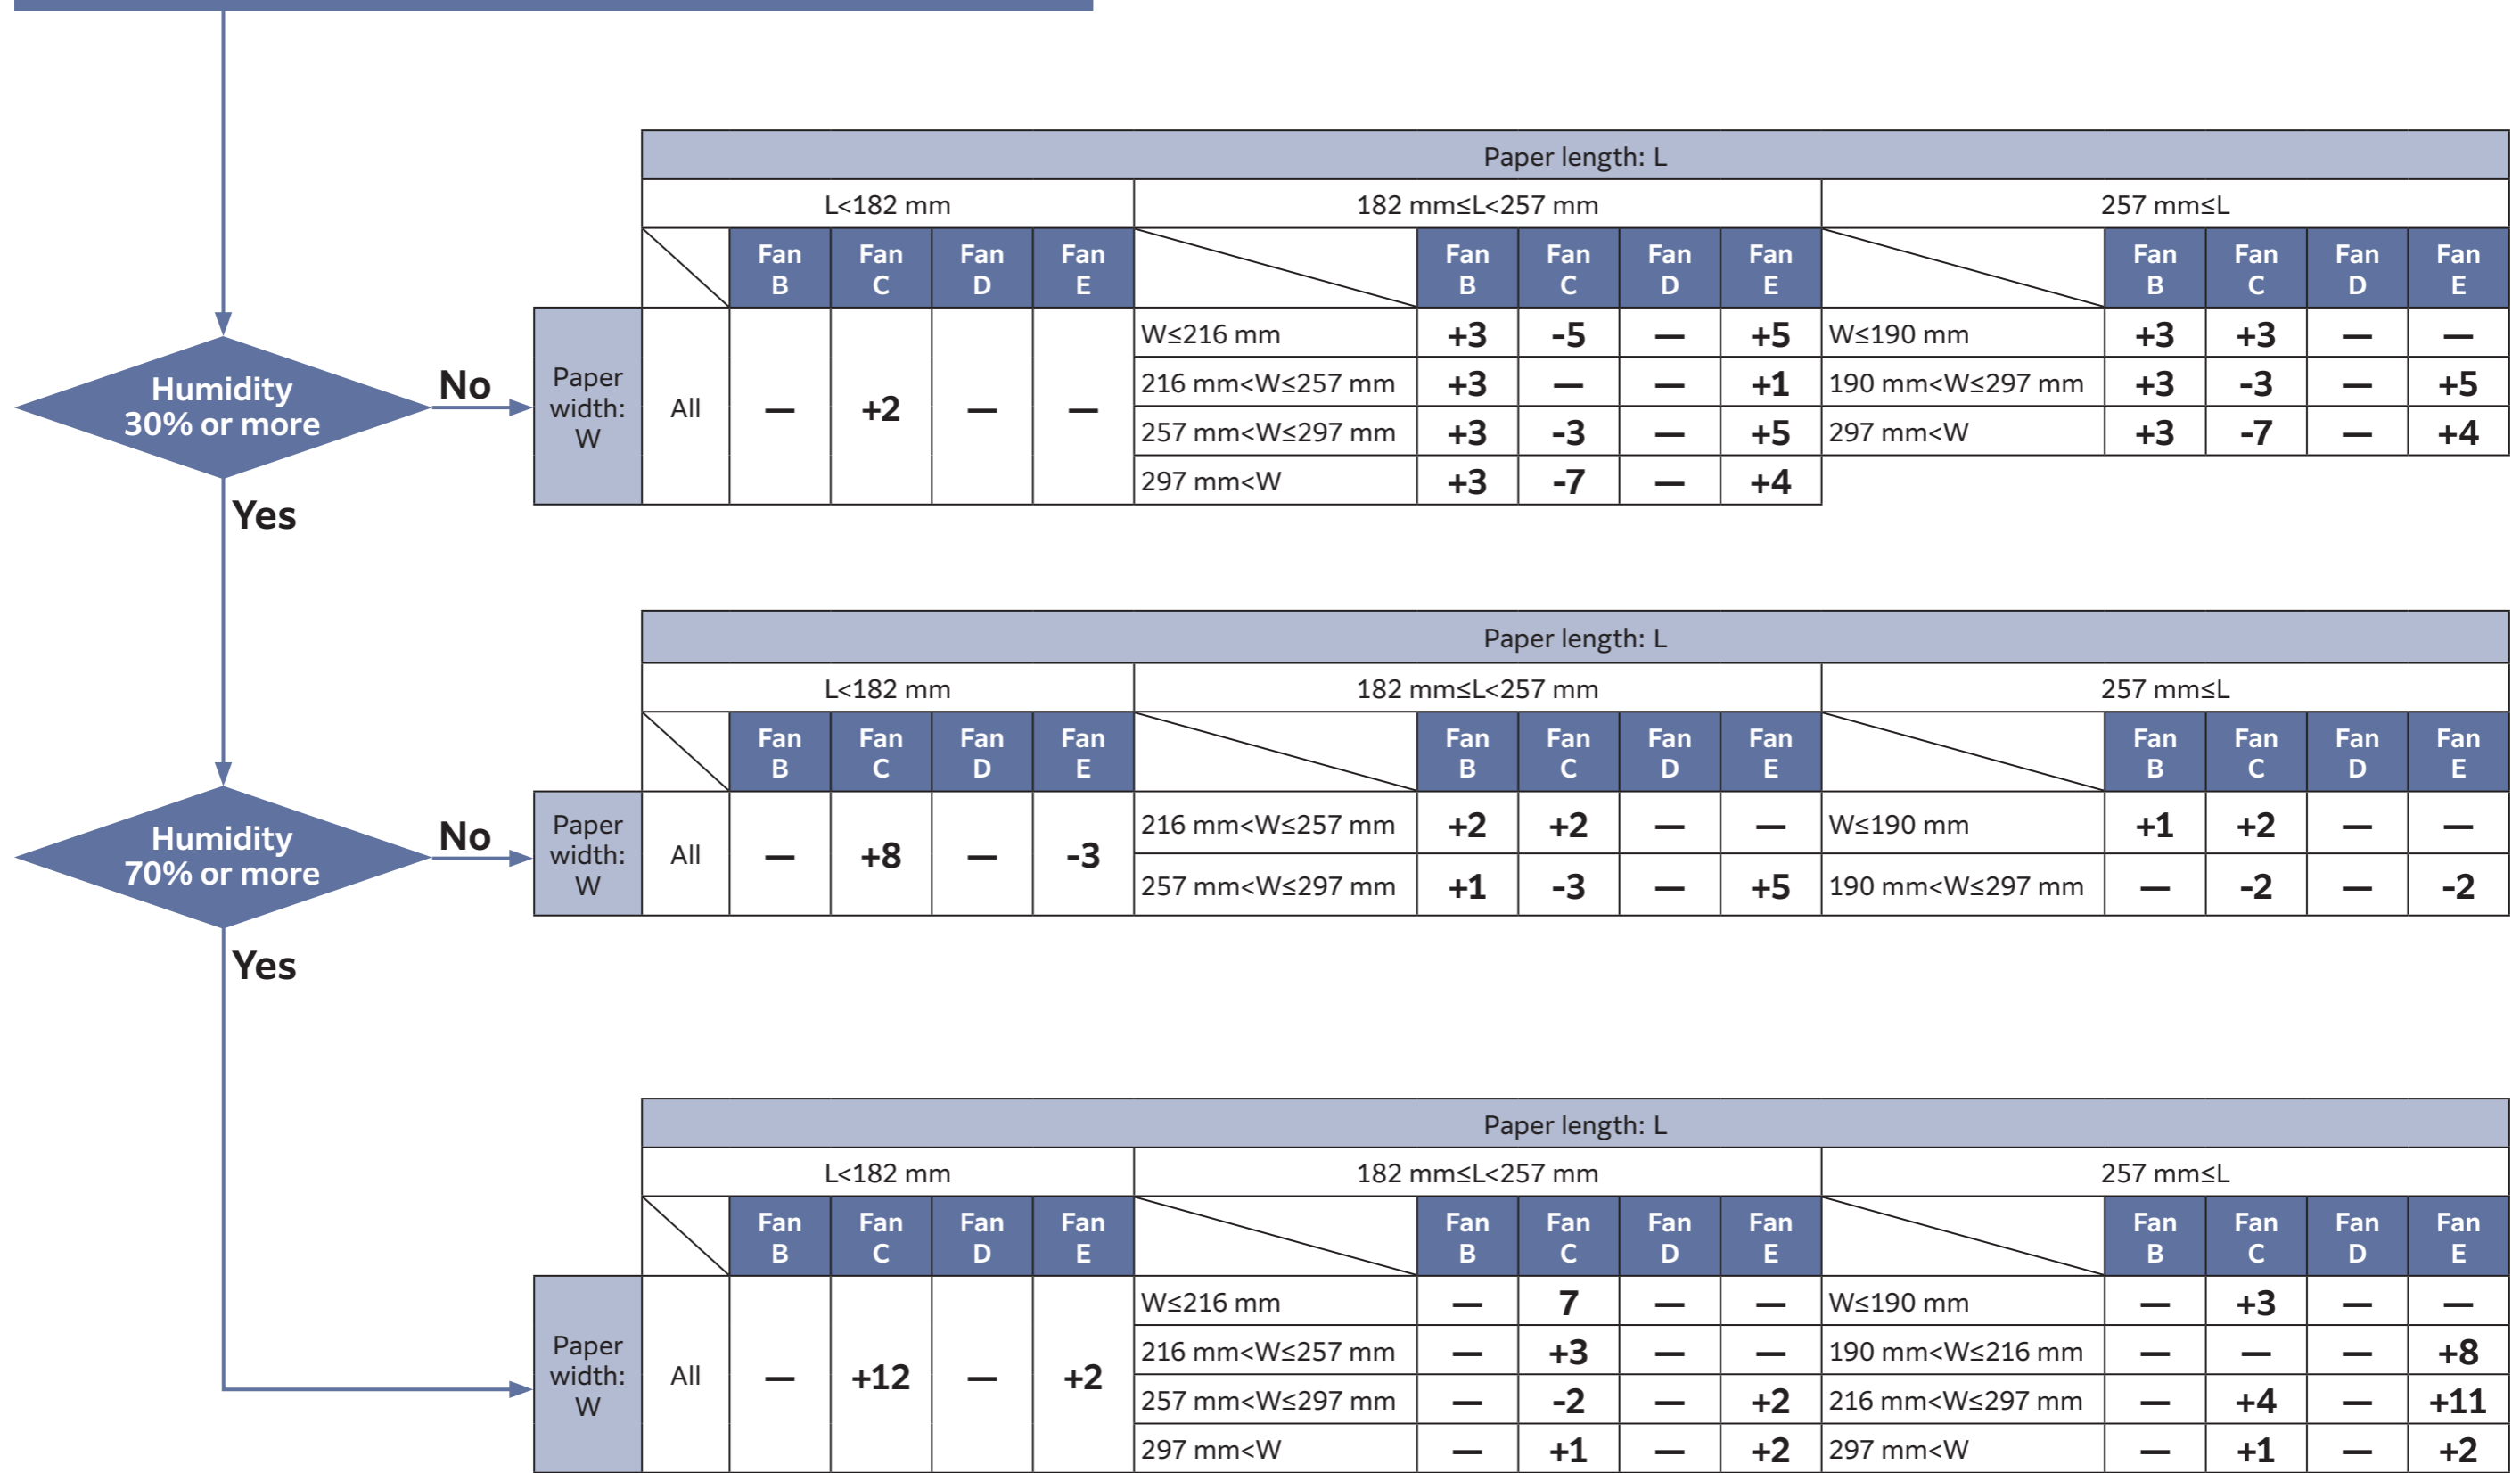 Paper length: L
L<182 mm 182 mm≤L<257 mm 257 mm≤L
Fan B Fan C Fan D Fan E Fan B Fan C Fan D Fan E Fan B Fan C Fan D Fan E
Humidity
30% or more
No
Yes
Paper
width:
W
All — +2 — —
W≤216 mm +3 -5 — +5 W≤190 mm +3 +3 — —
216 mm<W≤257 mm +3 — — +1 190 mm<W≤297 mm +3 -3 — +5
257 mm<W≤297 mm +3 -3 — +5 297 mm<W +3 -7 — +4
297 mm<W +3 -7 — +4
Paper length: L
L<182 mm 182 mm≤L<257 mm 257 mm≤L
Fan B Fan C Fan D Fan E Fan B Fan C Fan D Fan E Fan B Fan C Fan D Fan E
Humidity
70% or more
No
Yes
Paper
width:
W
All — +8 — -3
216 mm<W≤257 mm +2 +2 — — W≤190 mm +1 +2 — —
257 mm<W≤297 mm +1 -3 — +5 190 mm<W≤297 mm — -2 — -2
Paper length: L
L<182 mm 182 mm≤L<257 mm 257 mm≤L
Fan B Fan C Fan D Fan E Fan B Fan C Fan D Fan E Fan B Fan C Fan D Fan E
Paper
width:
W
All — +12 — +2
W≤216 mm — 7 — — W≤190 mm — +3 — —
216 mm<W≤257 mm — +3 — — 190 mm<W≤216 mm — — — +8
257 mm<W≤297 mm — -2 — +2 216 mm<W≤297 mm — +4 — +11
297 mm<W — +1 — +2 297 mm<W — +1 — +2